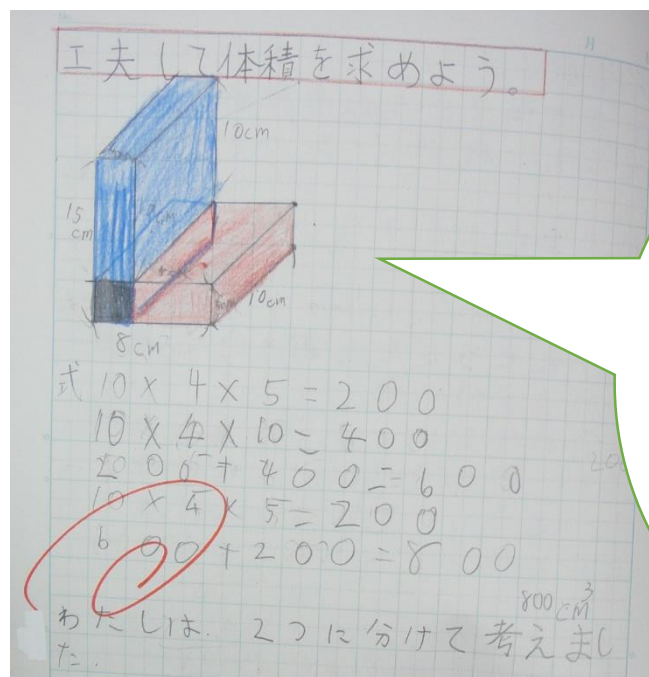 工夫して体積を求めよう。
10cm
15
cm
10cm
8cm
式 10×4×5=200
10×4×10=400
200+400=600
10×4×5=200
600+200=800
800cm³
わたしは、2つに分けて考えまし
た。